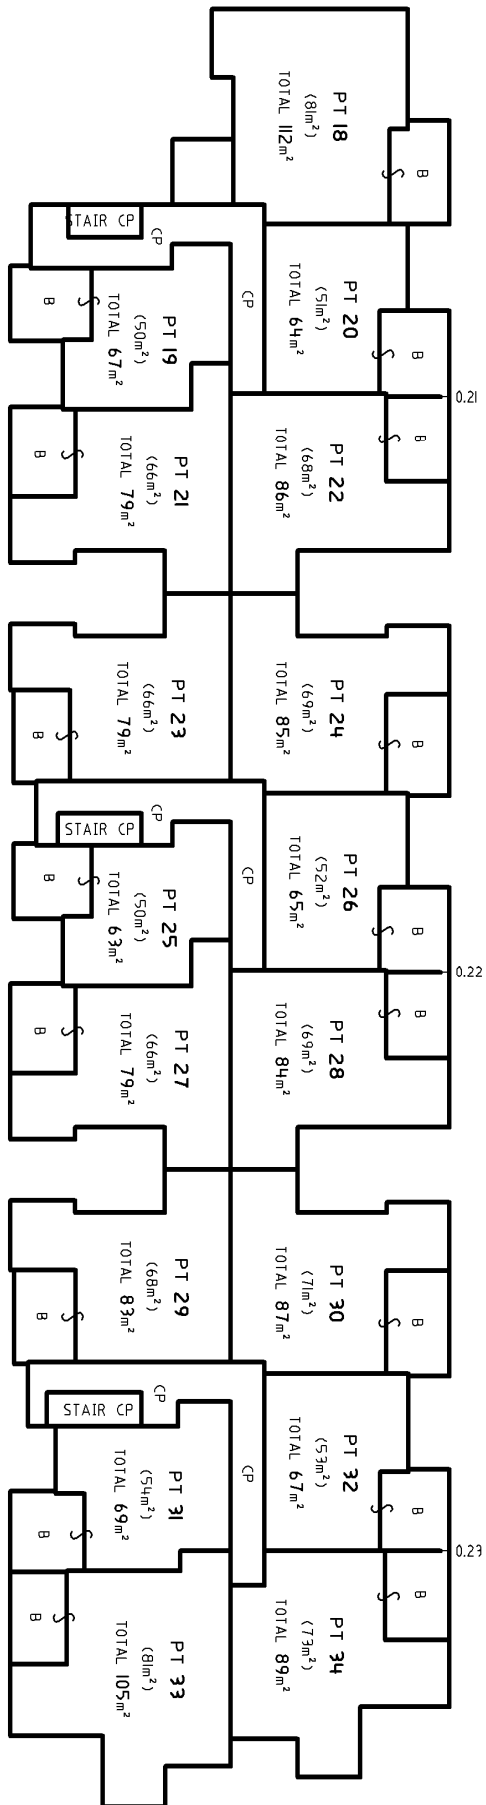 PT 18
(81m²)
TOTAL 112m²
B
STAIR CP
CP
CP
PT 20
(51m²)
TOTAL 64m²
B
B
PT 19
(50m²)
TOTAL 67m²
0.21
B
B
PT 22
(68m²)
TOTAL 86m²
PT 21
(66m²)
TOTAL 79m²
PT 24
(69m²)
TOTAL 85m²
B
PT 23
(66m²)
TOTAL 79m²
B
STAIR CP
CP
CP
PT 26
(52m²)
TOTAL 65m²
B
B
PT 25
(50m²)
TOTAL 63m²
0.22
B
B
PT 28
(69m²)
TOTAL 84m²
PT 27
(66m²)
TOTAL 79m²
PT 30
(71m²)
TOTAL 87m²
B
PT 29
(68m²)
TOTAL 83m²
B
STAIR CP
CP
CP
PT 32
(53m²)
TOTAL 67m²
B
PT 31
(54m²)
TOTAL 69m²
B
0.23
B
B
PT 34
(73m²)
TOTAL 89m²
PT 33
(81m²)
TOTAL 105m²